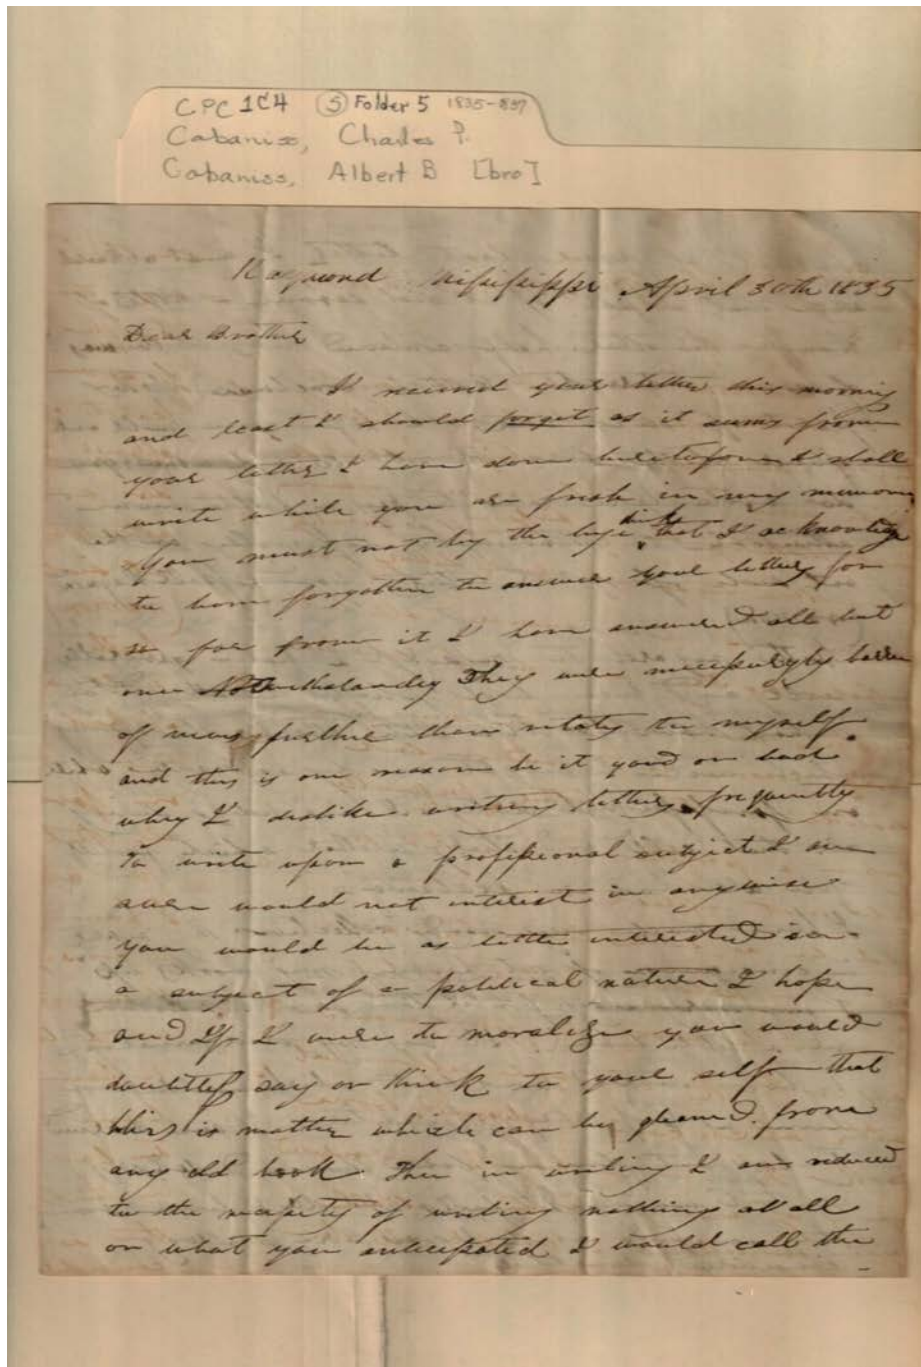 CPC 1C4 (5) Folder 5 1835-837
Cabaniss, Charles P.
Cabaniss, Albert B [bro]
Raymond Missisippi April 30th 1835
Dear Brother
I received your letter this morning
and least I should forget as it seems from
your letter I have done heretofore I shall
write while you are fresh in my memory
You must not by the bye think that I acknowledge
to have forgotten to answer your letters for
so far from it I have answered all but
one Notwithstanding They were necessaryly barren
of news further than relates to myself
and this is one reason be it good or bad
why I dislike writing letters frequently
To write upon a professional subject I am
would not interest in anywise
you would be as little interested in
a subject of a political nature I hope
and If I were to moralize you would
doubtless say or think to your self that
this is matter which can be gleaned from
any old book Then in writing I am reduced
to the necessity of writing nothing at all
or what you anticipated I would call the